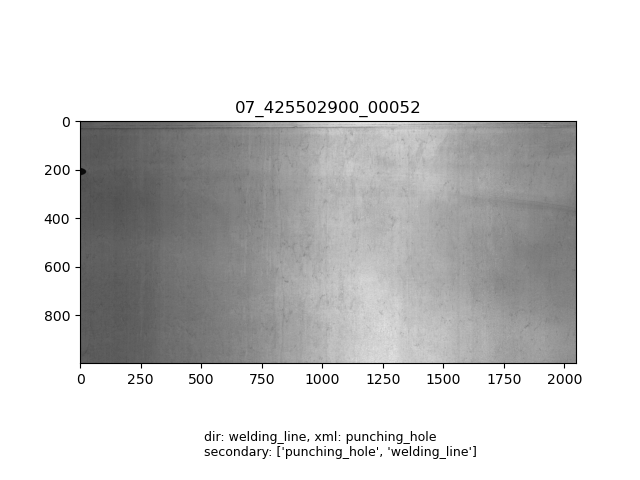 07_425502900_00052
0
200
400
600
800
0 250 500 750 1000 1250 1500 1750 2000
dir: welding_line, xml: punching_hole
secondary: ['punching_hole', 'welding_line']